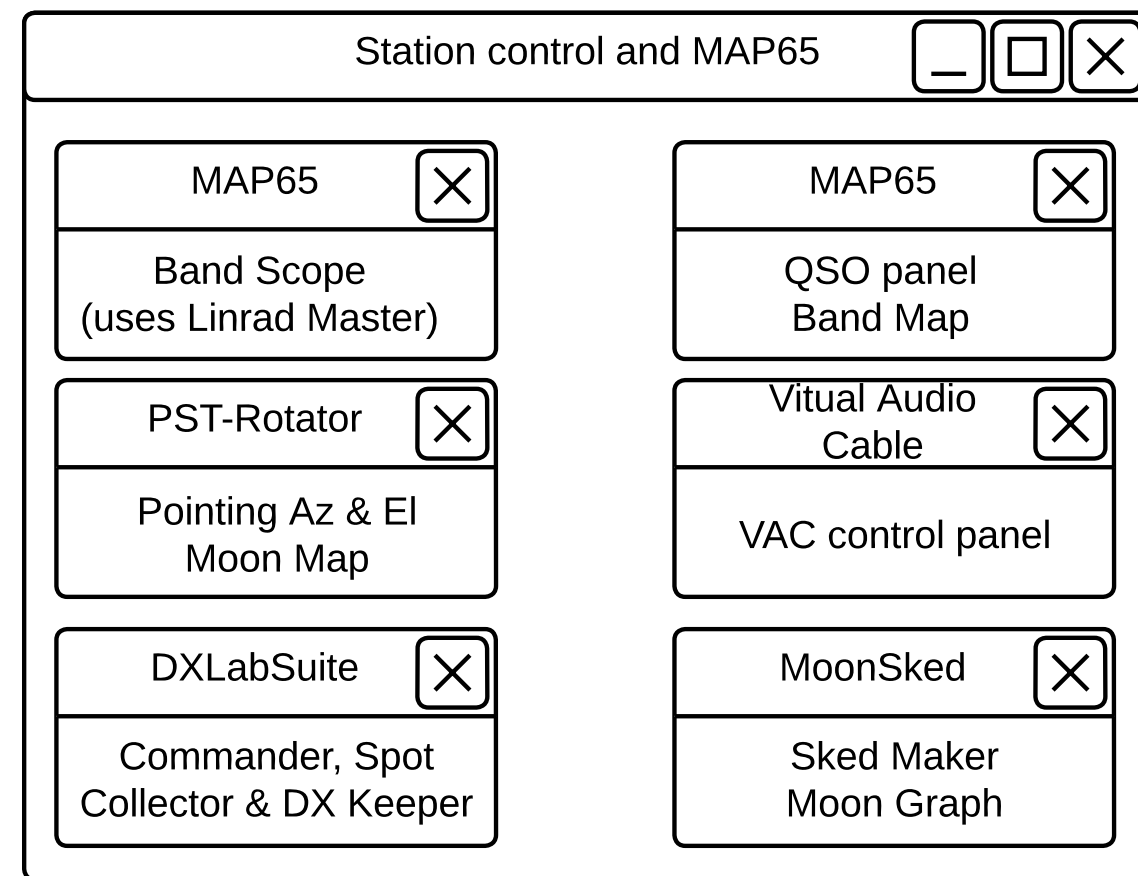 Station control and MAP65
MAP65
Band Scope
(uses Linrad Master)
MAP65
QSO panel
Band Map
PST-Rotator
Pointing Az & El
Moon Map
Vitual Audio
Cable
VAC control panel
DXLabSuite
Commander, Spot
Collector & DX Keeper
MoonSked
Sked Maker
Moon Graph